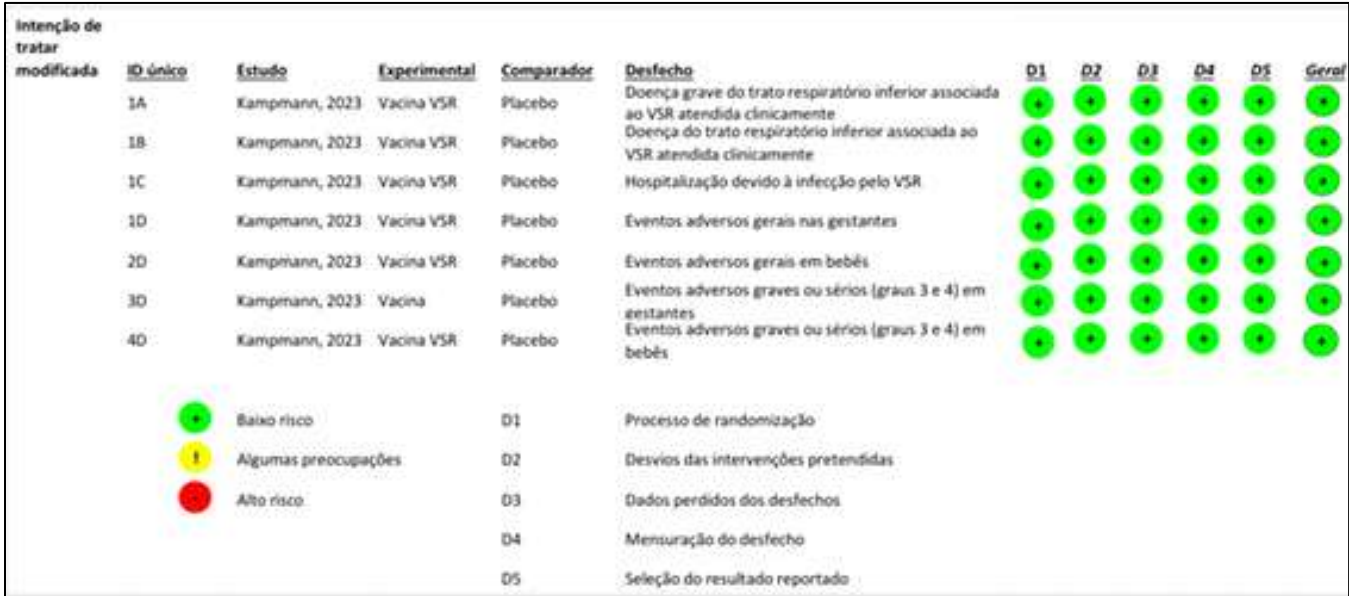 Intenção de
tratar
modificada ID único Estudo Experimental Comparador Desfecho D1 D2 D3 D4 D5 Geral
1A Kampmann, 2023 Vacina VSR Placebo Doença grave do trato respiratório inferior associada
ao VSR atendida clinicamente + + + + + +
1B Kampmann, 2023 Vacina VSR Placebo Doença do trato respiratório inferior associada ao
VSR atendida clinicamente + + + + + +
1C Kampmann, 2023 Vacina VSR Placebo Hospitalização devido à infecção pelo VSR + + + + + +
1D Kampmann, 2023 Vacina VSR Placebo Eventos adversos gerais nas gestantes + + + + + +
2D Kampmann, 2023 Vacina VSR Placebo Eventos adversos gerais em bebês + + + + + +
3D Kampmann, 2023 Vacina Placebo Eventos adversos graves ou sérios (graus 3 e 4) em
gestantes + + + + + +
4D Kampmann, 2023 Vacina VSR Placebo Eventos adversos graves ou sérios (graus 3 e 4) em
bebês + + + + + +
+ Baixo risco D1 Processo de randomização
! Algumas preocupações D2 Desvios das intervenções pretendidas
Alto risco D3 Dados perdidos dos desfechos
D4 Mensuração do desfecho
D5 Seleção do resultado reportado